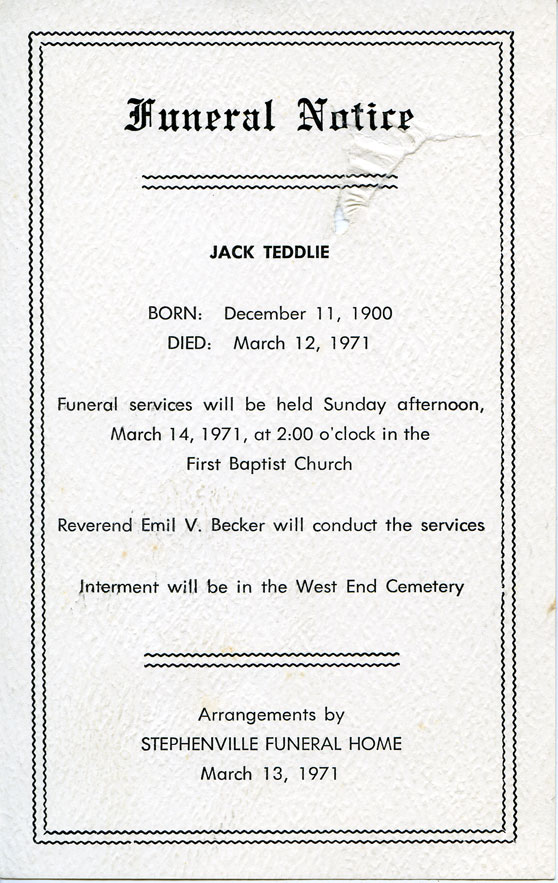 Funeral Notice
JACK TEDDLIE
BORN: December 11, 1900
DIED: March 12, 1971
Funeral services will be held Sunday afternoon,
March 14, 1971, at 2:00 o'clock in the
First Baptist Church
Reverend Emil V. Becker will conduct the services
Interment will be in the West End Cemetery
Arrangements by
STEPHENVILLE FUNERAL HOME
March 13, 1971